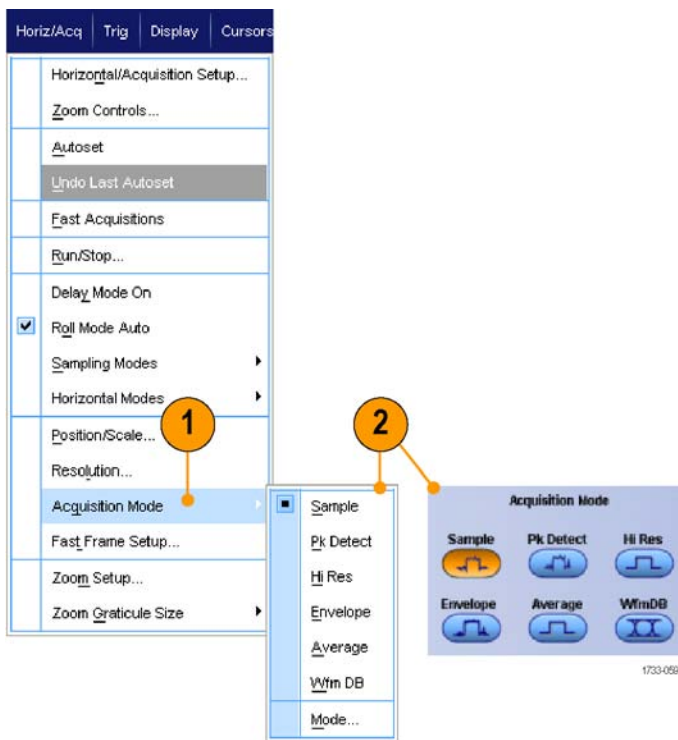 Horiz/Acq Trig Display Cursors
Horizontal/Acquisition Setup...
Zoom Controls...
Autoset
Undo Last Autoset
Fast Acquisitions
Run/Stop...
Delay Mode On
Roll Mode Auto
Sampling Modes
Horizontal Modes
1
Position/Scale...
Resolution...
Acquisition Mode
Fast Frame Setup...
Zoom Setup...
Zoom Graticule Size
2
Sample
Pk Detect
Hi Res
Envelope
Average
Wfm DB
Mode...
Acquisition Mode
Sample Pk Detect Hi Res
Envelope Average WfmDB